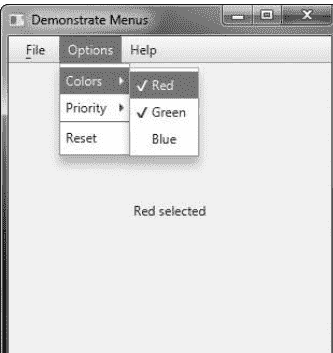 Demonstrate Menus
File Options Help
Colors
Priority
Reset
✓ Red
✓ Green
Blue
Red selected